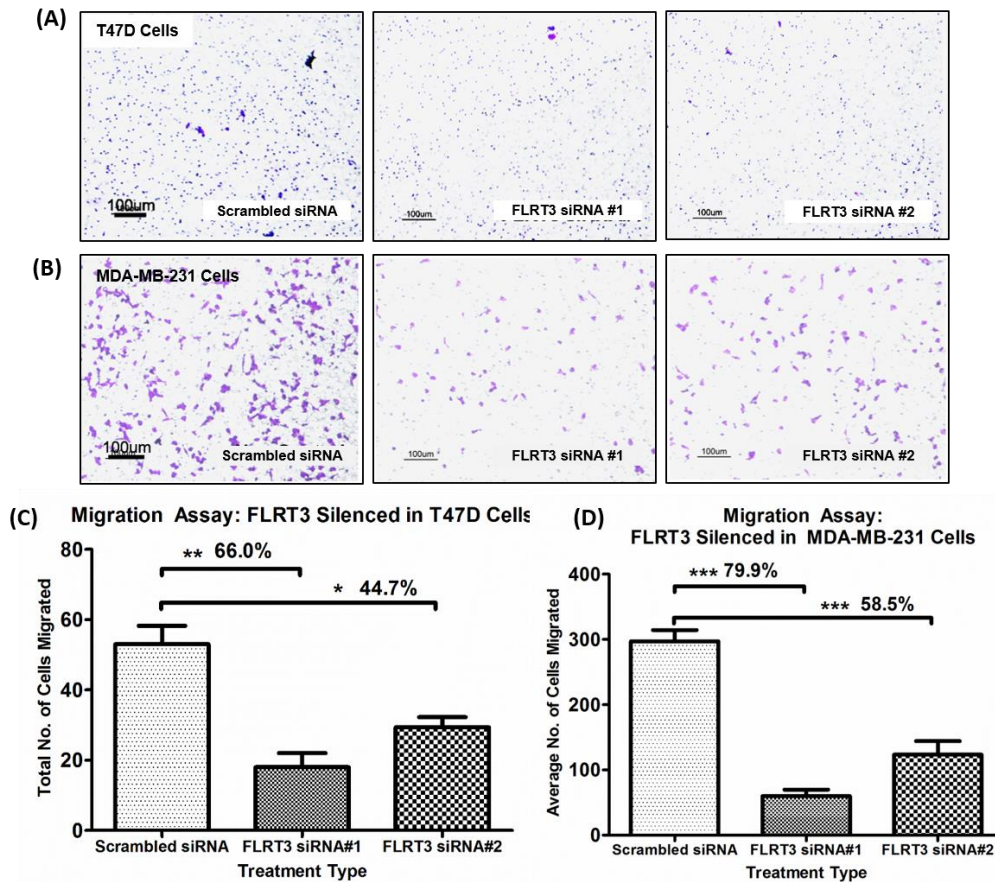 (A)
T47D Cells
100um
Scrambled siRNA
100um
FLRT3 siRNA #1
100um
FLRT3 siRNA #2
(B)
MDA-MB-231 Cells
100um
Scrambled siRNA
100um
FLRT3 siRNA #1
100um
FLRT3 siRNA #2
(C)
Migration Assay: FLRT3 Silenced in T47D Cells
80
60
40
20
0
Total No. of Cells Migrated
** 66.0%
* 44.7%
Scrambled siRNA
FLRT3 siRNA#1
FLRT3 siRNA#2
Treatment Type
(D)
Migration Assay:
FLRT3 Silenced in MDA-MB-231 Cells
400
300
200
100
0
Average No. of Cells Migrated
*** 79.9%
*** 58.5%
Scrambled siRNA
FLRT3 siRNA#1
FLRT3 siRNA#2
Treatment Type